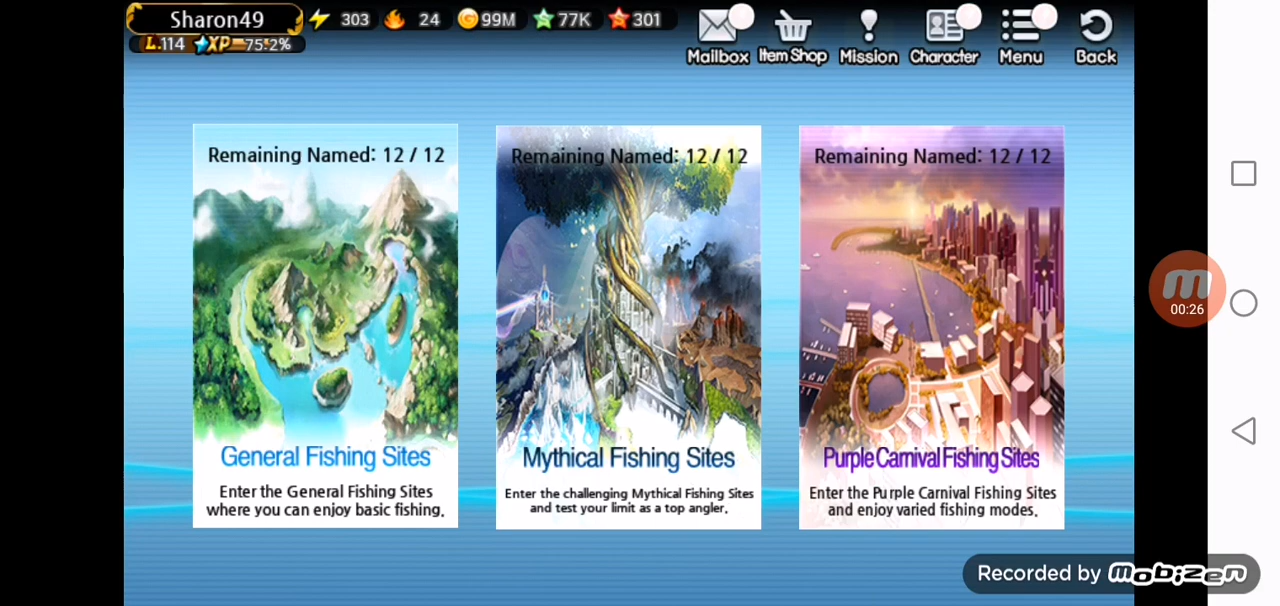 Sharon49
303
24
99M
77K
301
L.114 XP 75.2%
Mailbox
Item Shop
Mission
Character
Menu
Back
Remaining Named: 12 / 12
General Fishing Sites
Enter the General Fishing Sites
where you can enjoy basic fishing.
Remaining Named: 12 / 12
Mythical Fishing Sites
Enter the challenging Mythical Fishing Sites
and test your limit as a top angler.
Remaining Named: 12 / 12
Purple Carnival Fishing Sites
Enter the Purple Carnival Fishing Sites
and enjoy varied fishing modes.
00:26
Recorded by Mobizen